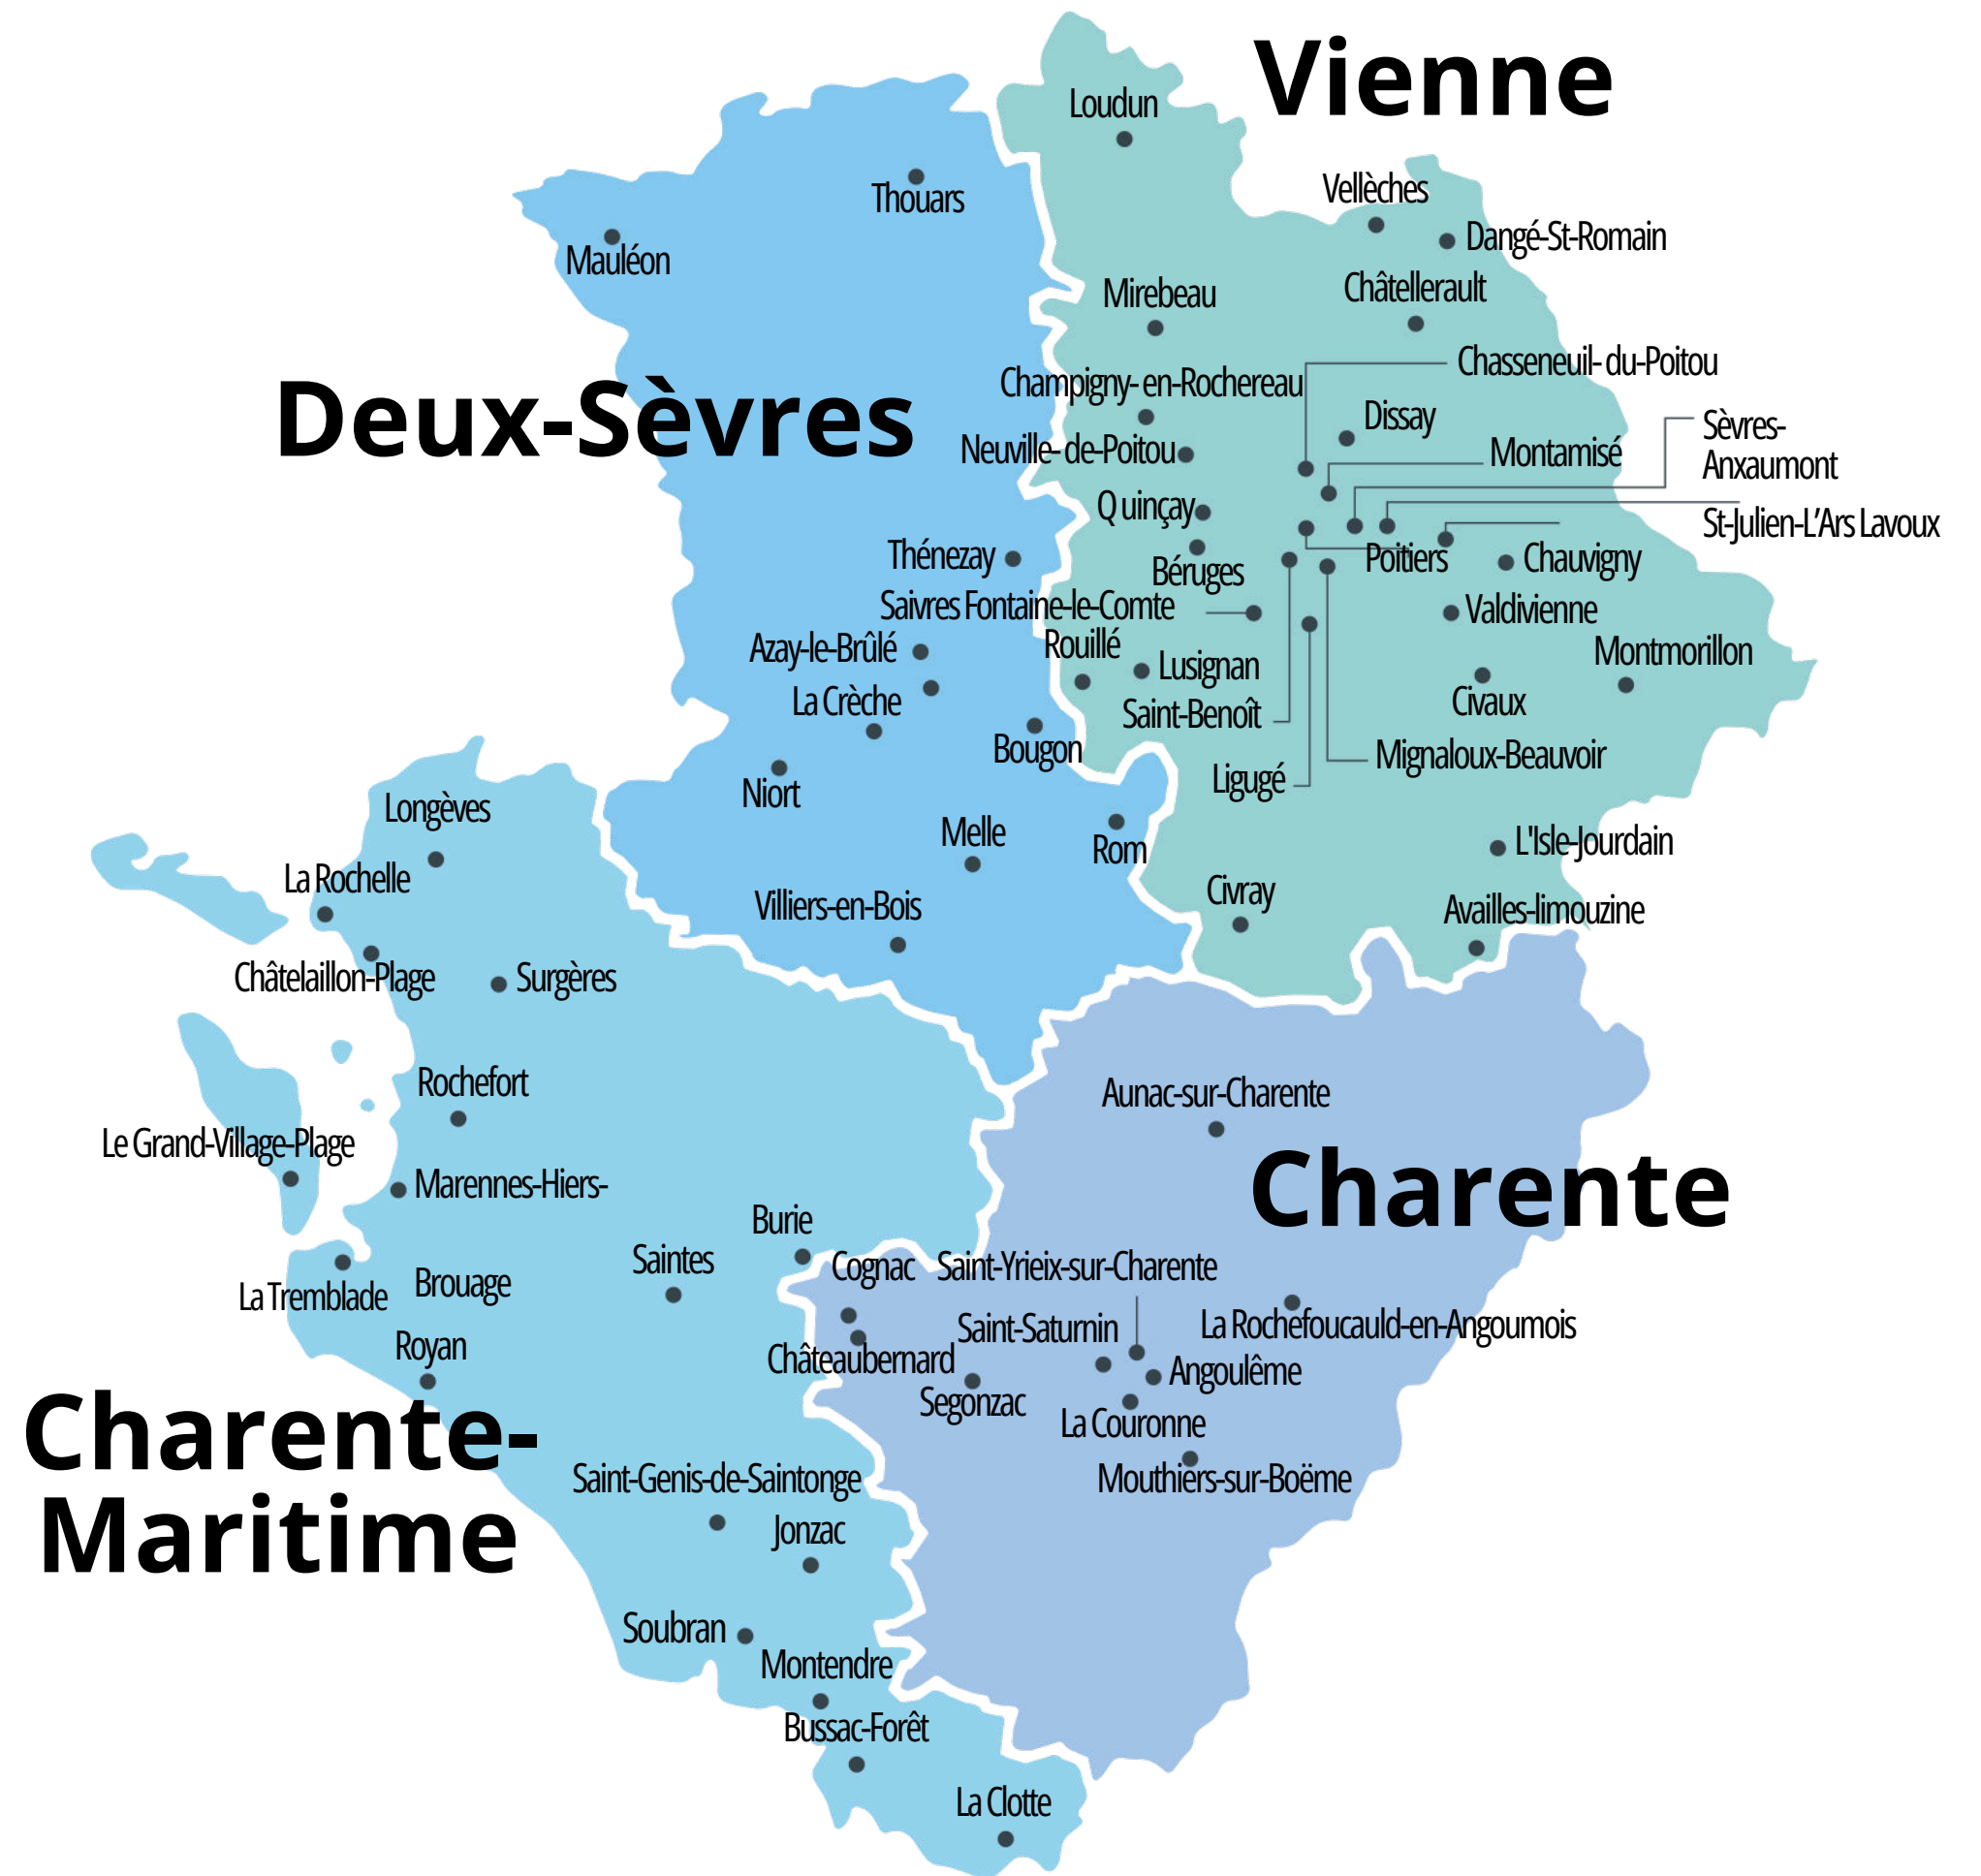 Vienne
Loudun
Thouars
Vellèches
Dangé-St-Romain
Mauléon
Mirebeau
Châtellerault
Chasseneuil- du-Poitou
Champigny- en-Rochereau
Deux-Sèvres
Dissay
Sèvres-
Anxaumont
Neuville- de-Poitou
Montamisé
Q uinçay
St-Julien-L’Ars Lavoux
Thénezay
Béruges
Poitiers
Chauvigny
Saivres Fontaine-le-Comte
Valdivienne
Azay-le-Brûlé
Rouillé
Lusignan
Montmorillon
La Crèche
Saint-Benoît
Civaux
Bougon
Mignaloux-Beauvoir
Niort
Ligugé
Longèves
Melle
Rom
L'Isle-Jourdain
La Rochelle
Villiers-en-Bois
Civray
Availles-limouzine
Châtelaillon-Plage
Surgères
Rochefort
Aunac-sur-Charente
Le Grand-Village-Plage
Marennes-Hiers-
Charente
Burie
Saintes
Cognac
Saint-Yrieix-sur-Charente
La Tremblade
Brouage
Saint-Saturnin
La Rochefoucauld-en-Angoumois
Royan
Châteaubernard
Angoulême
Segonzac
La Couronne
Charente-
Maritime
Saint-Genis-de-Saintonge
Mouthiers-sur-Boëme
Jonzac
Soubran
Montendre
Bussac-Forêt
La Clotte